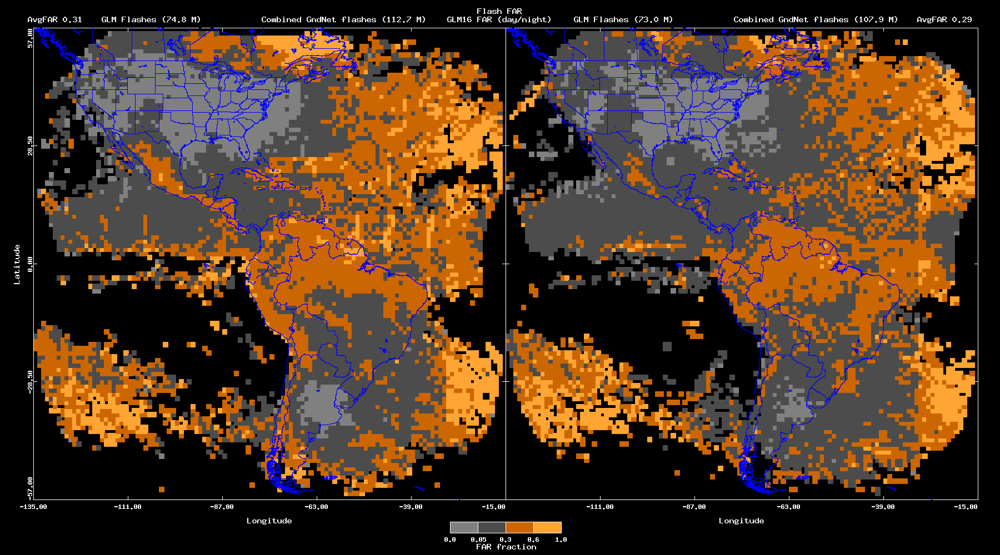 Flash FAR
AvgFAR 0.31 GLM Flashes (74.8 M) Combined GndNet flashes (112.7 M) GLM16 FAR (day/night) GLM Flashes (73.0 M) Combined GndNet flashes (107.9 M) AvgFAR 0.29
57.00
28.50
0.00
-28.50
-57.00
Latitude
-135.00 -111.00 -87.00 -63.00 -39.00 -15.00 -111.00 -87.00 -63.00 -39.00 -15.00
Longitude Longitude
0.0 0.05 0.3 0.6 1.0
FAR fraction